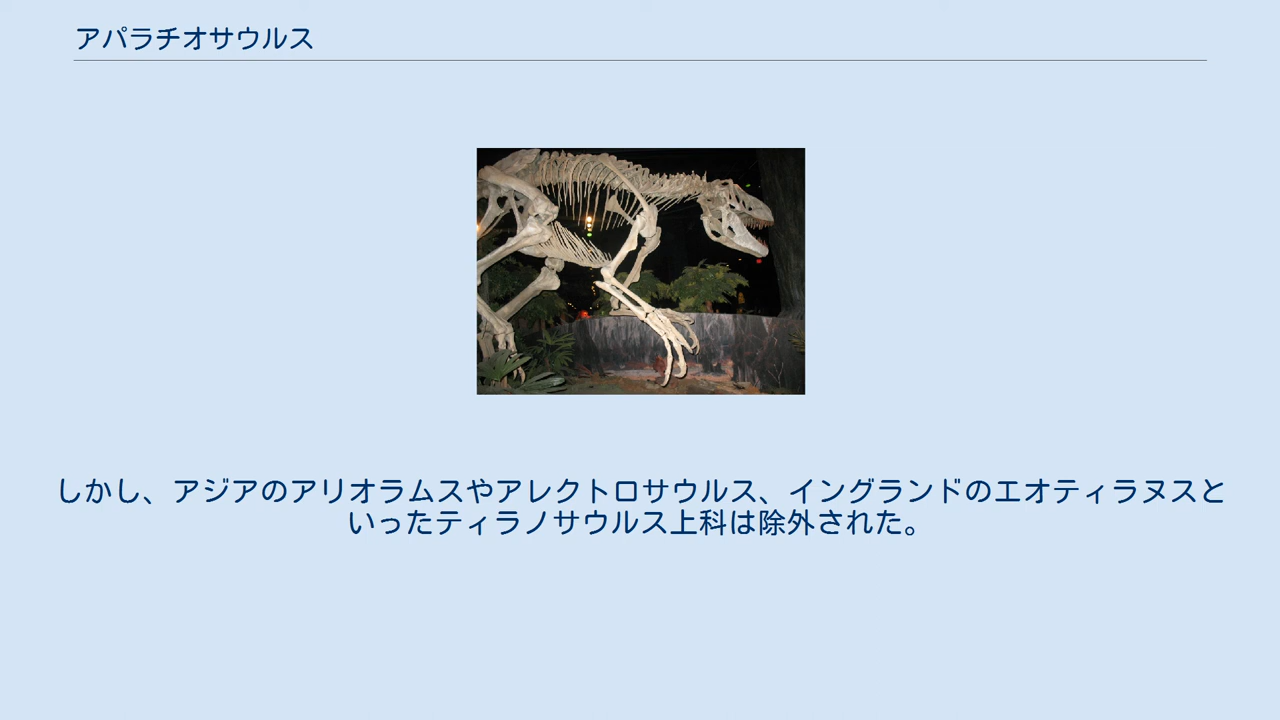 アパラチオサウルス
しかし、アジアのアリオラムスやアレクトロサウルス、イングランドのエオティラヌスと
いったティラノサウルス上科は除外された。